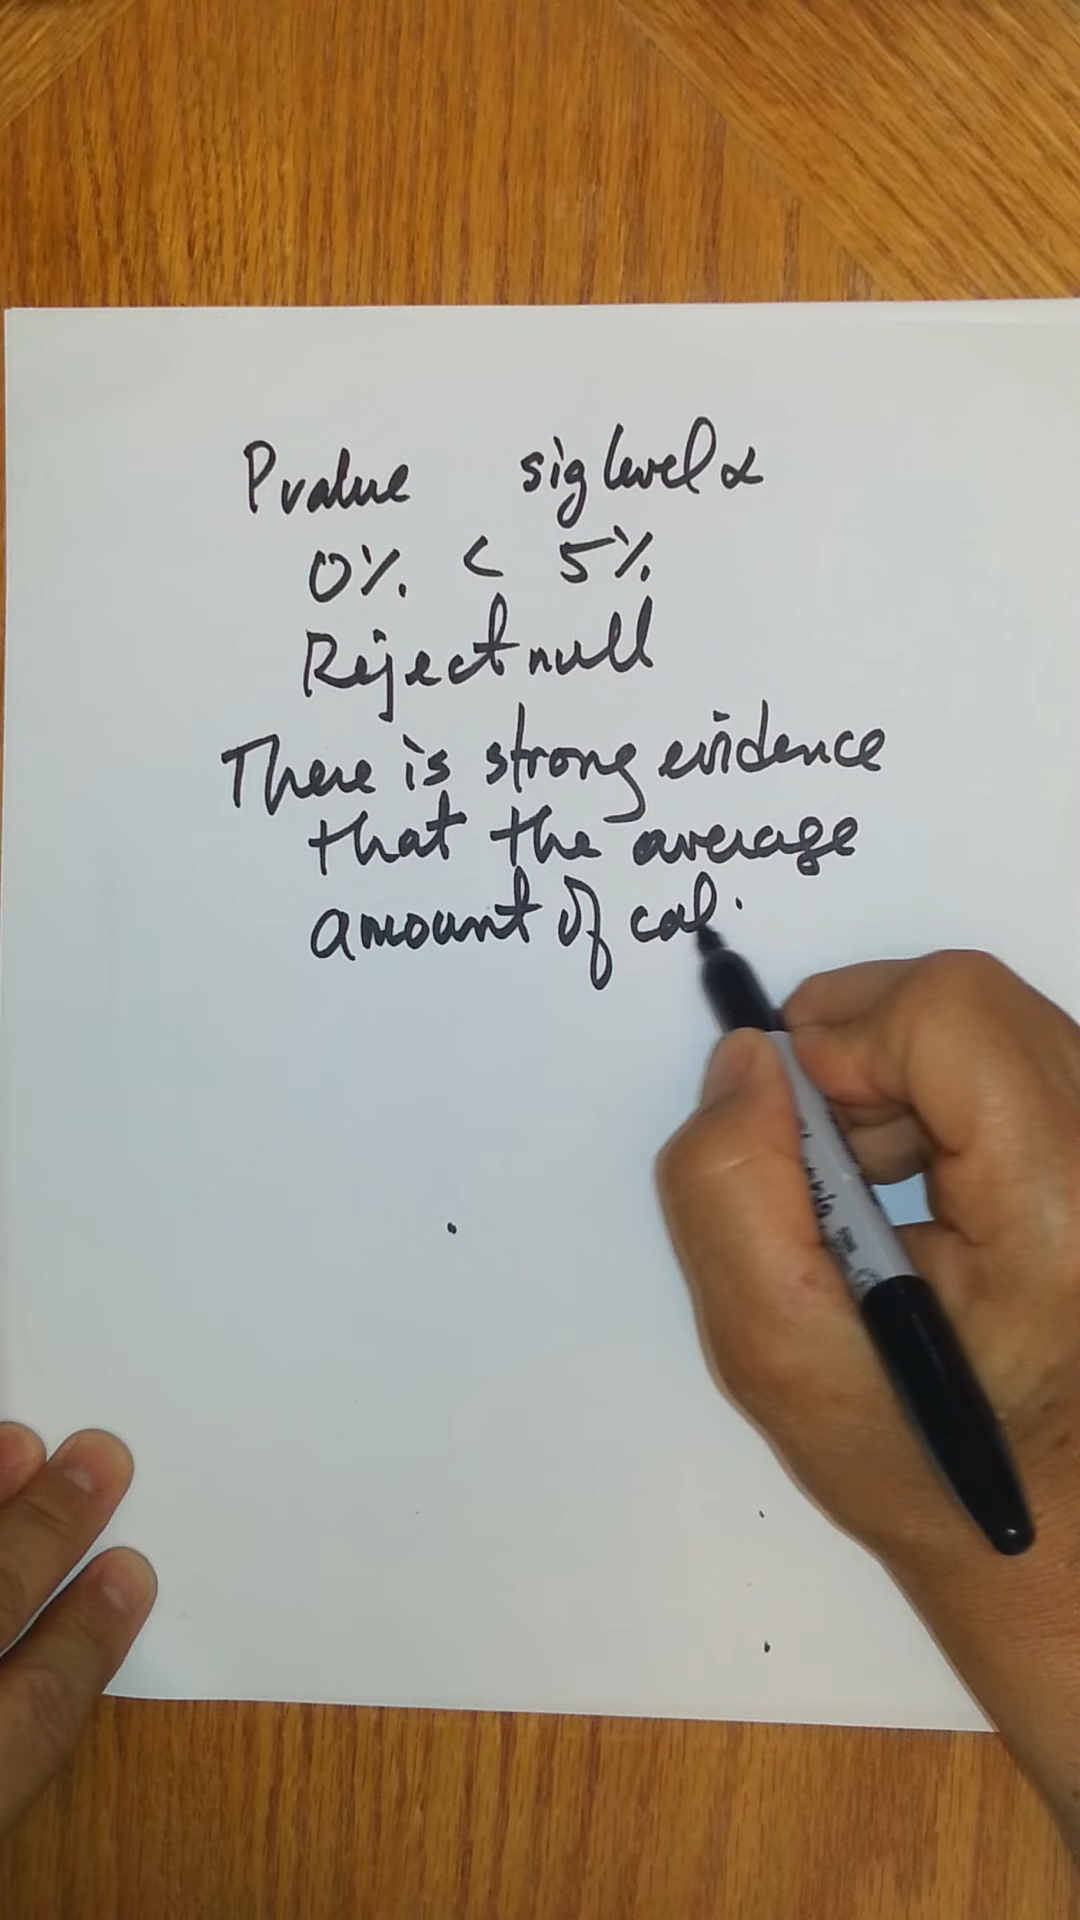 Pvalue sig level α
0% < 5%
Reject null
There is strong evidence
that the average
amount of cal